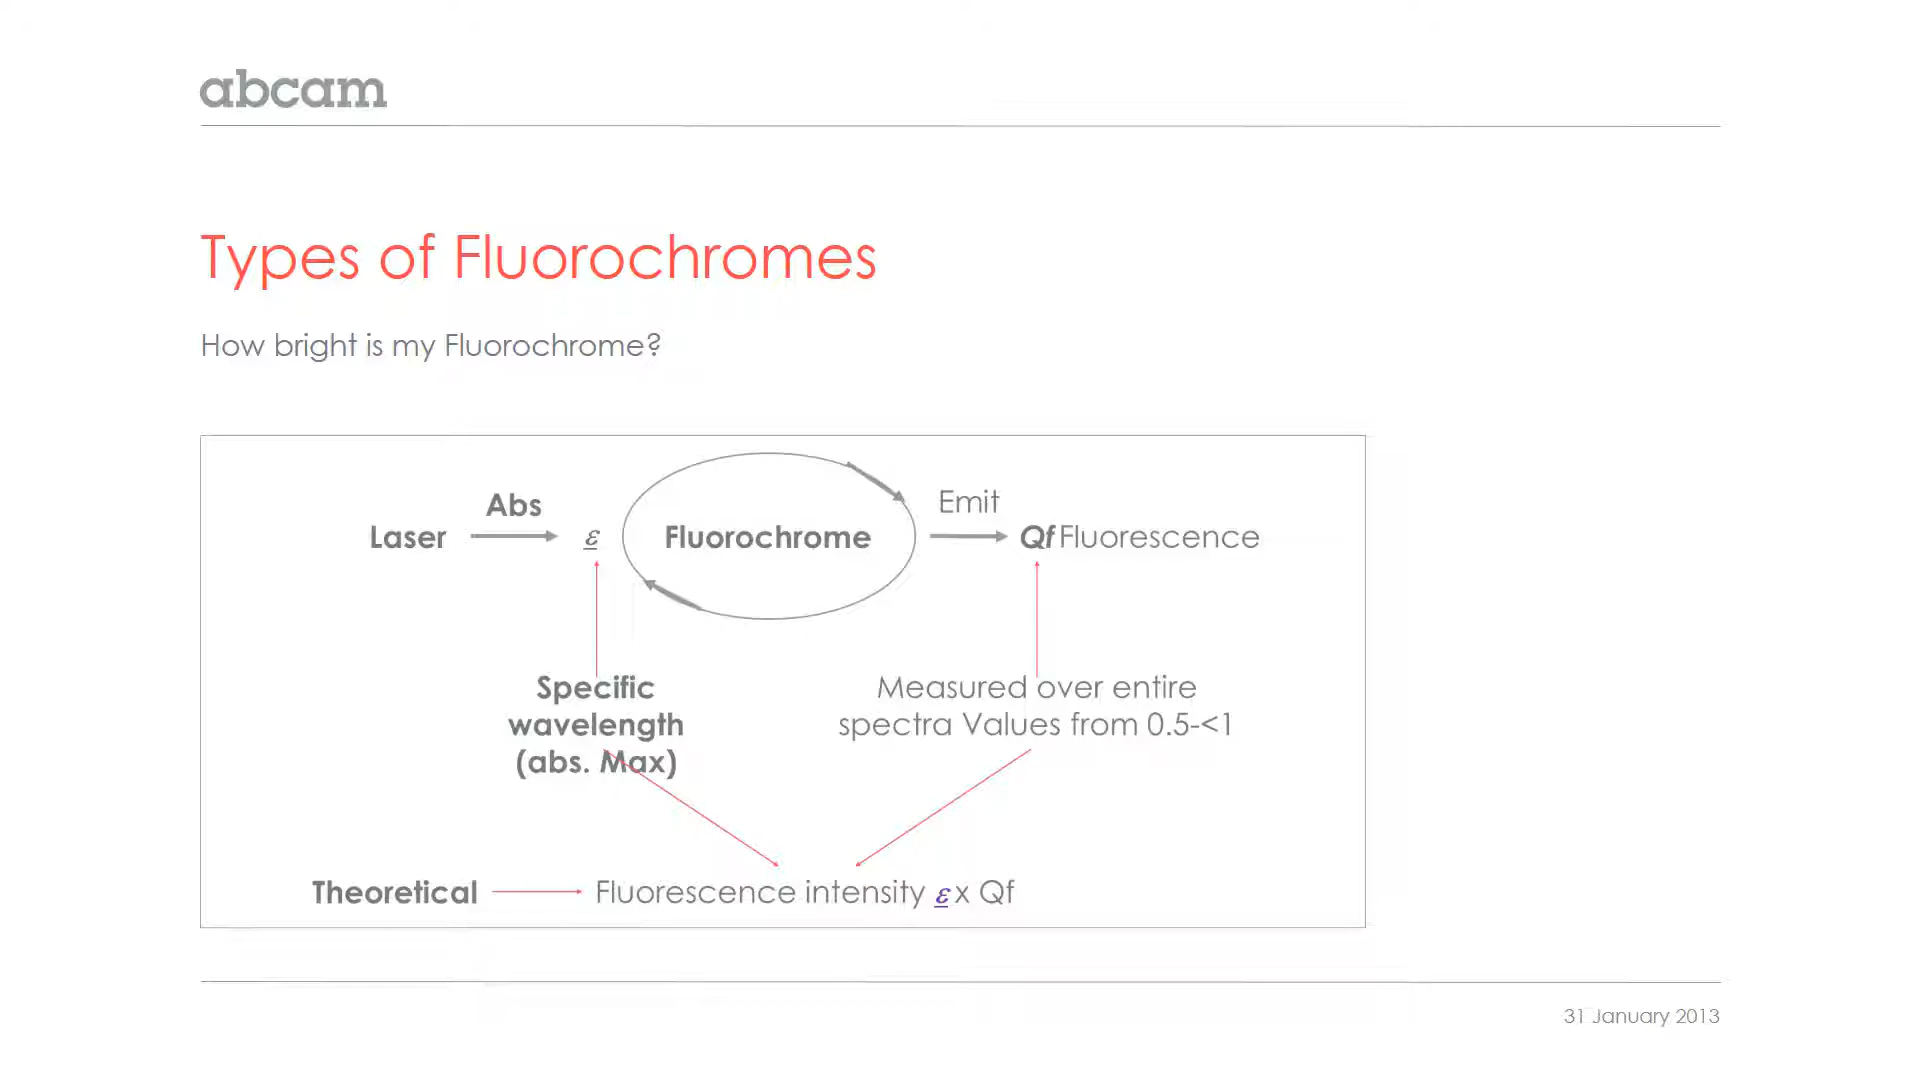 abcam
Types of Fluorochromes
How bright is my Fluorochrome?
Abs
Emit
Laser
ε
Fluorochrome
Qf Fluorescence
Specific
wavelength
(abs. Max)
Measured over entire
spectra Values from 0.5-<1
Theoretical
Fluorescence intensity ε x Qf
31 January 2013